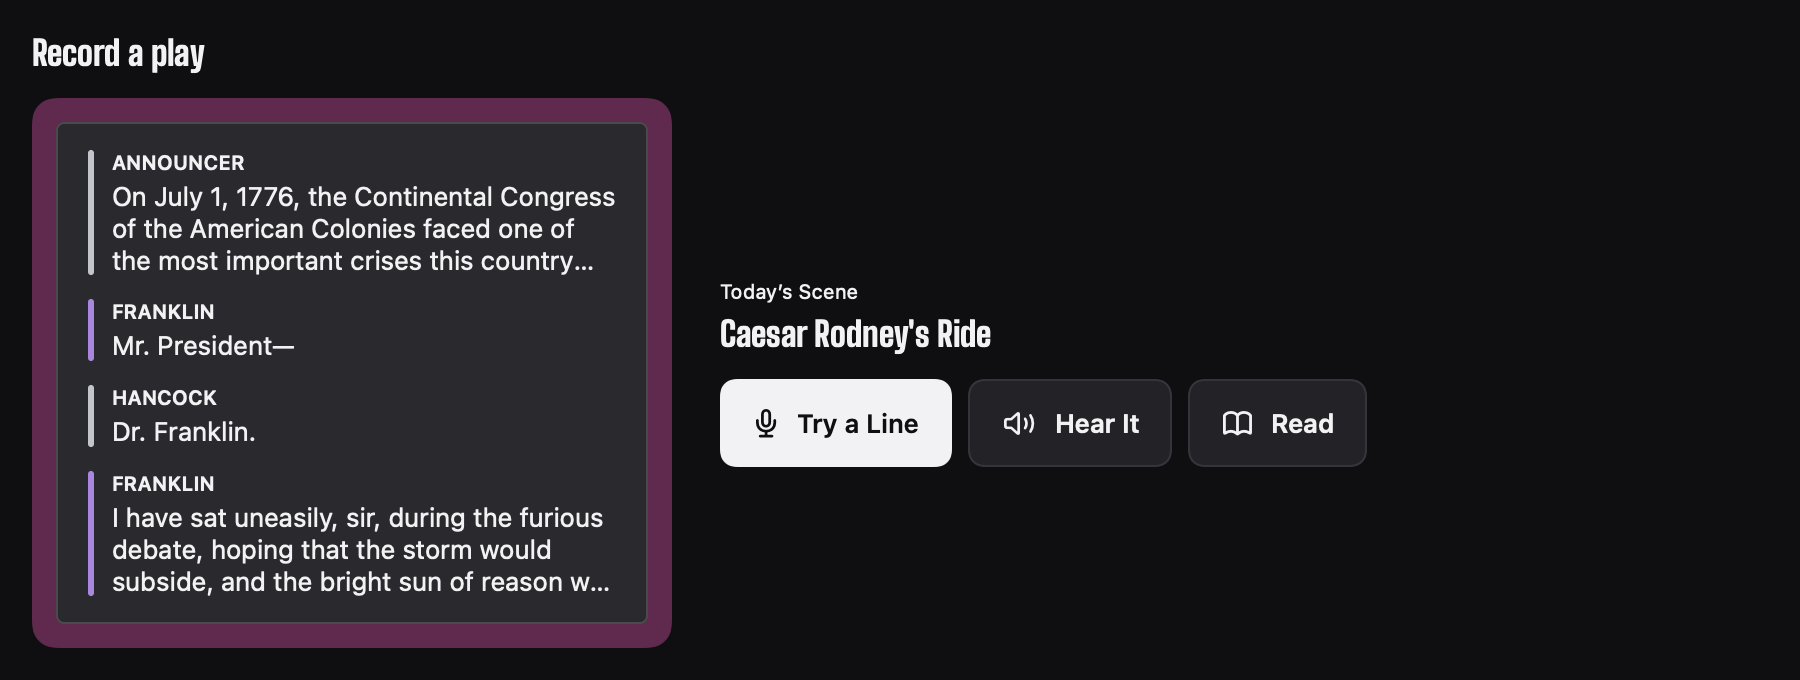 Record a play
ANNOUNCER
On July 1, 1776, the Continental Congress
of the American Colonies faced one of
the most important crises this country...
FRANKLIN
Mr. President—
HANCOCK
Dr. Franklin.
FRANKLIN
I have sat uneasily, sir, during the furious
debate, hoping that the storm would
subside, and the bright sun of reason w...
Today’s Scene
Caesar Rodney's Ride
Try a Line
Hear It
Read